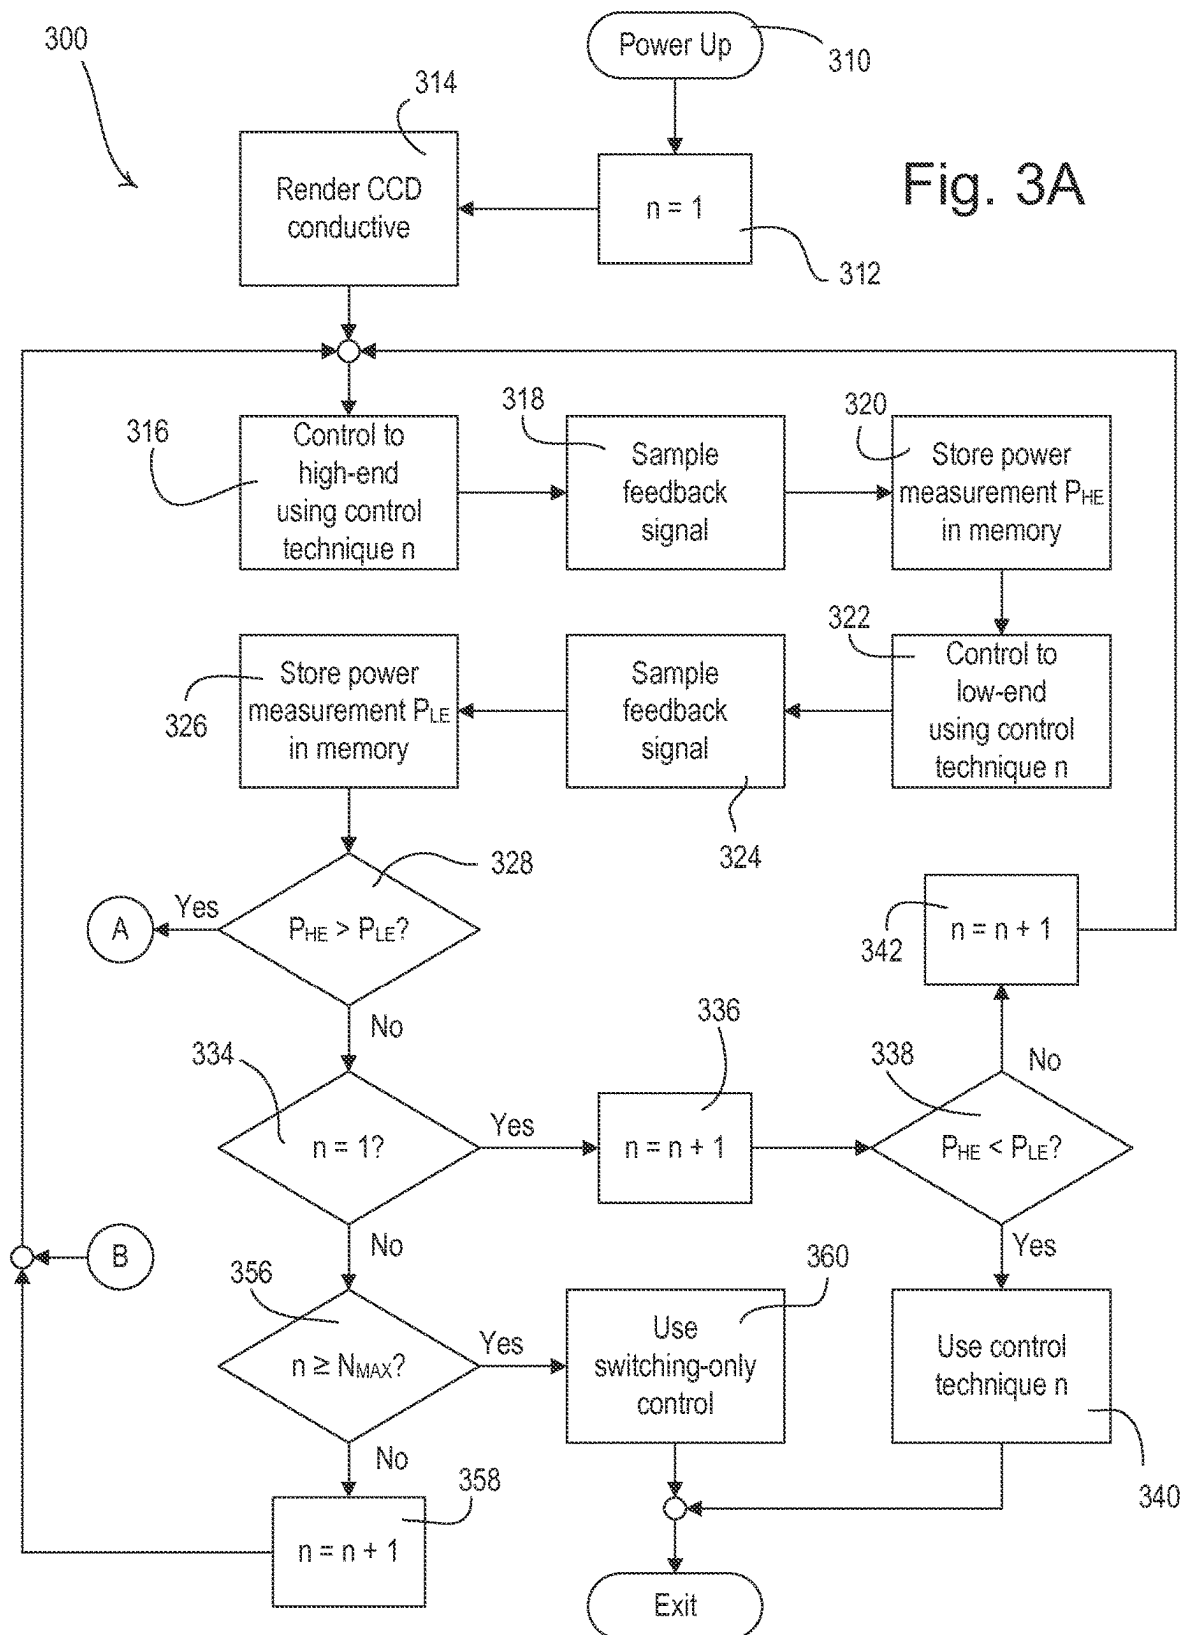 300
Power Up
310
314
Fig. 3A
Render CCD
conductive
n = 1
312
316
Control to
high-end
using control
technique n
318
Sample
feedback
signal
320
Store power
measurement PHE
in memory
326
Store power
measurement PLE
in memory
Sample
feedback
signal
324
322
Control to
low-end
using control
technique n
328
Yes
A
PHE > PLE?
No
342
n = n + 1
334
n = 1?
Yes
336
n = n + 1
338
No
PHE < PLE?
Yes
No
B
356
n ≥ NMAX?
Yes
360
Use
switching-only
control
Use control
technique n
340
No
358
n = n + 1
Exit